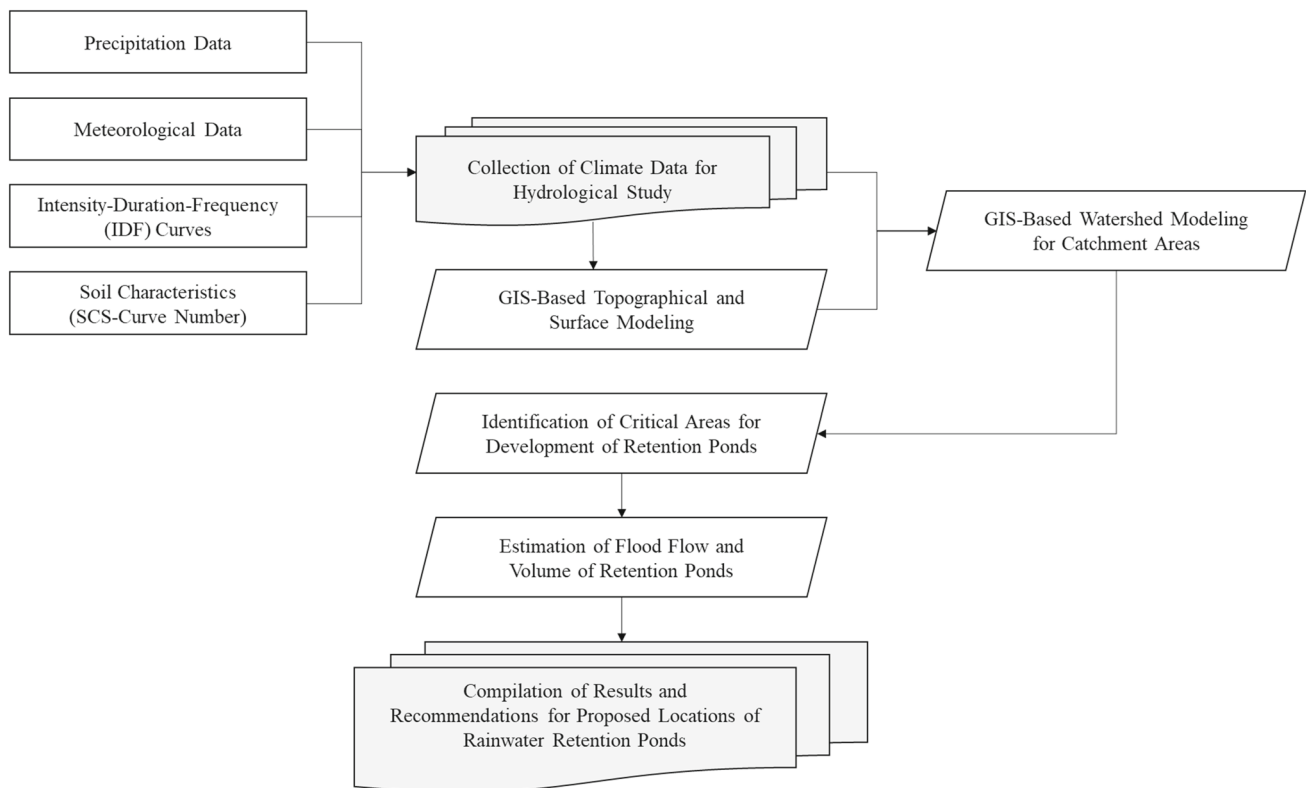 Precipitation Data
Meteorological Data
Intensity-Duration-Frequency
(IDF) Curves
Soil Characteristics
(SCS-Curve Number)
Collection of Climate Data for
Hydrological Study
GIS-Based Topographical and
Surface Modeling
GIS-Based Watershed Modeling
for Catchment Areas
Identification of Critical Areas for
Development of Retention Ponds
Estimation of Flood Flow and
Volume of Retention Ponds
Compilation of Results and
Recommendations for Proposed Locations of
Rainwater Retention Ponds